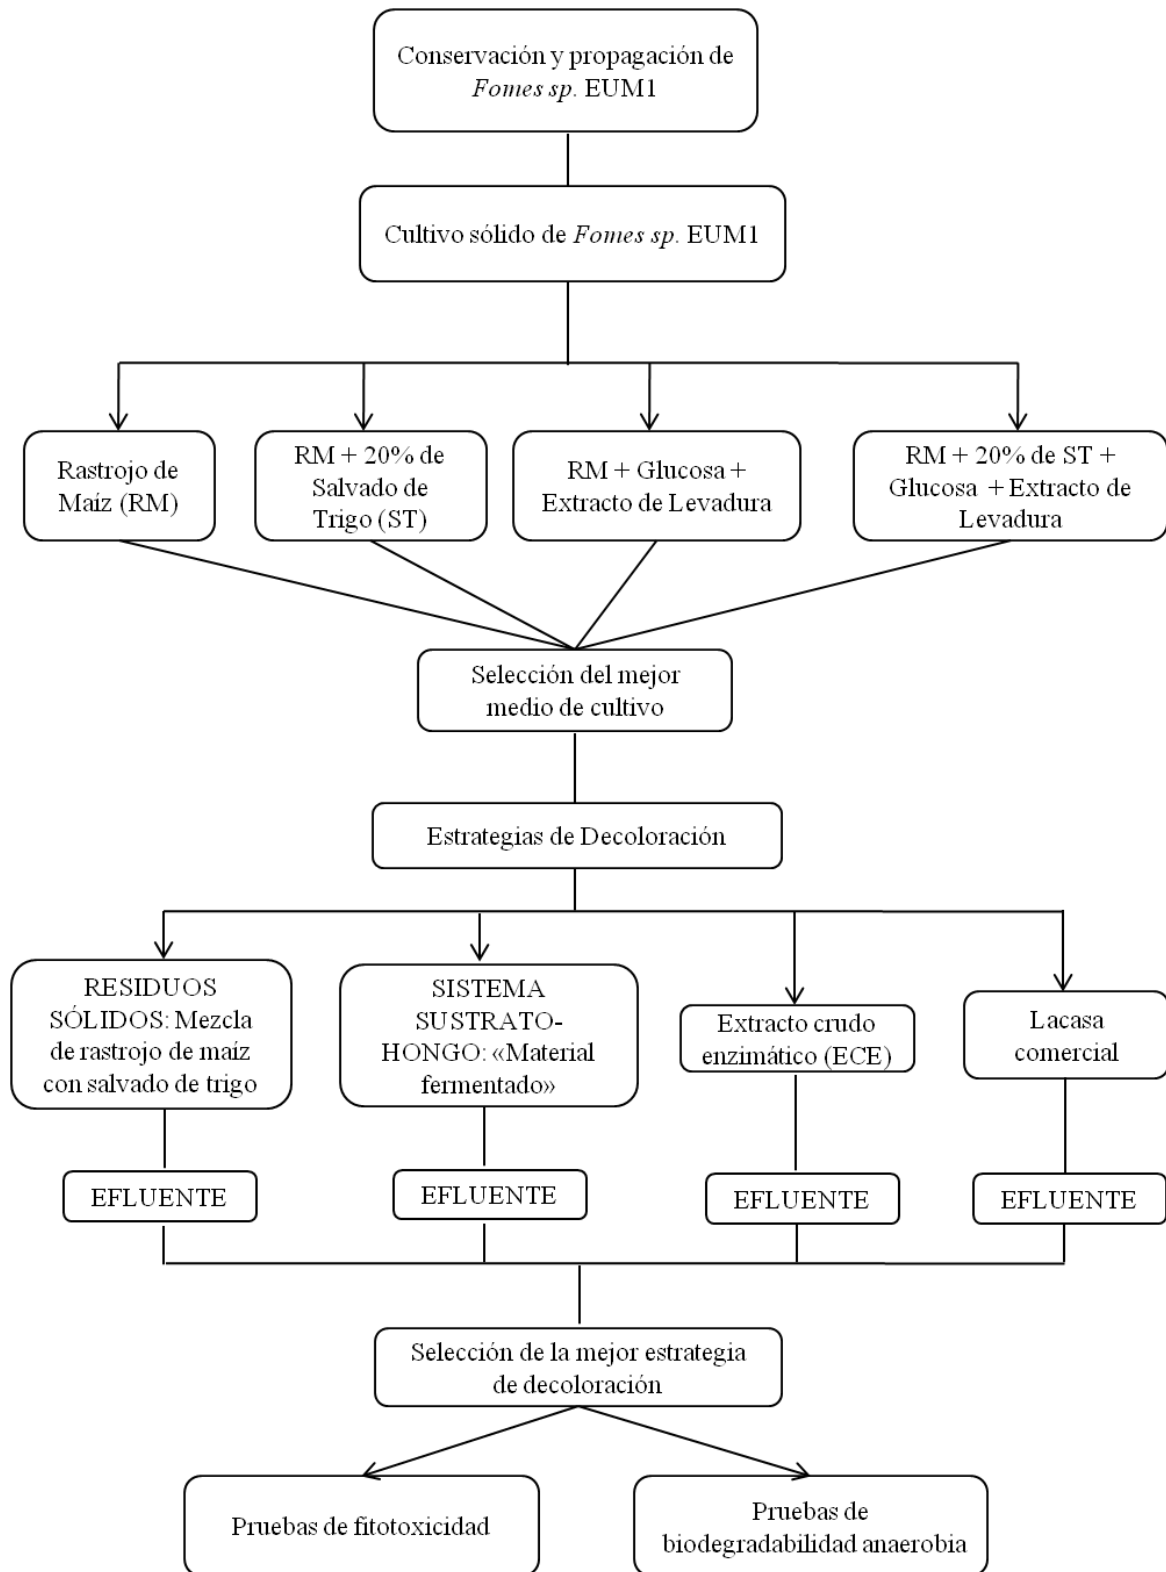 Conservación y propagación de
Fomes sp. EUM1
Cultivo sólido de Fomes sp. EUM1
Rastrojo de
Maíz (RM)
RM + 20% de
Salvado de
Trigo (ST)
RM + Glucosa +
Extracto de Levadura
RM + 20% de ST +
Glucosa + Extracto de
Levadura
Selección del mejor
medio de cultivo
Estrategias de Decoloración
RESIDUOS
SÓLIDOS: Mezcla
de rastrojo de maíz
con salvado de trigo
SISTEMA
SUSTRATO-
HONGO: «Material
fermentado»
Extracto crudo
enzimático (ECE)
Lacasa
comercial
EFLUENTE
EFLUENTE
EFLUENTE
EFLUENTE
Selección de la mejor estrategia
de decoloración
Pruebas de fitotoxicidad
Pruebas de
biodegradabilidad anaerobia